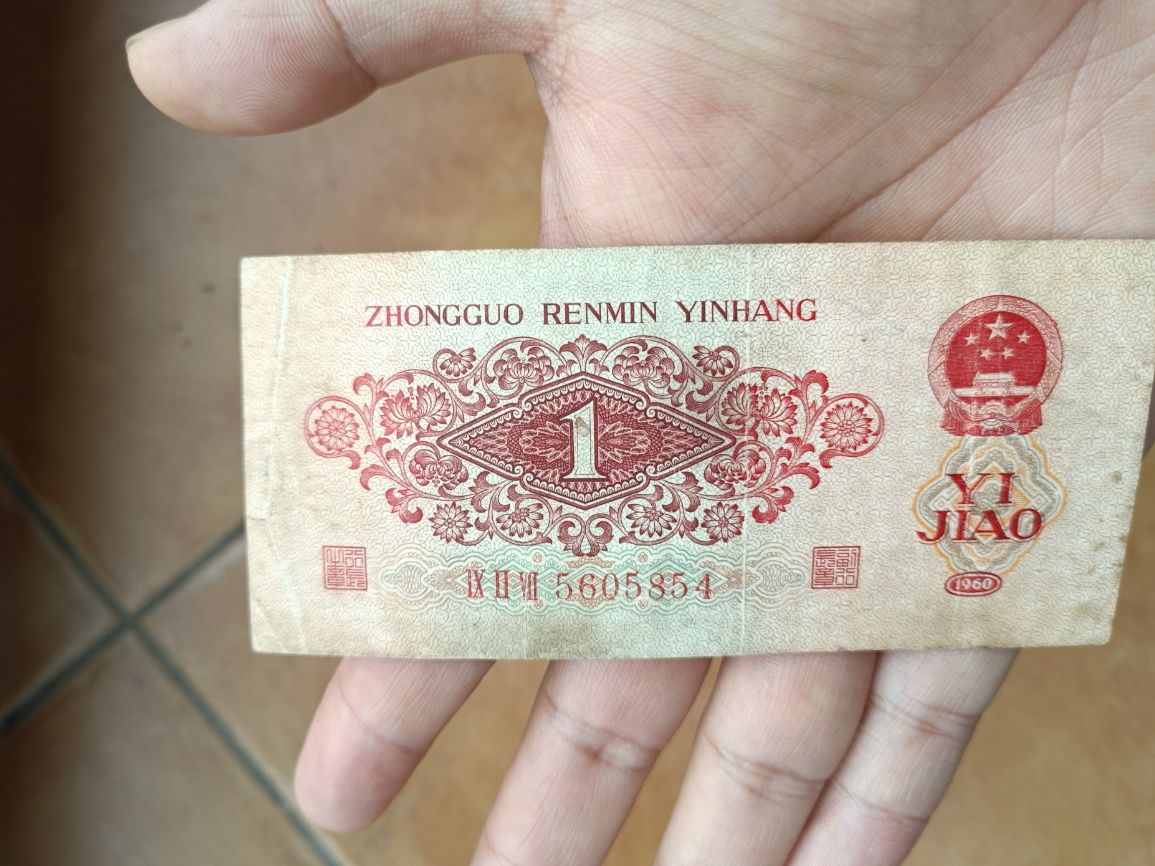 ZHONGGUO RENMIN YINHANG
1
YI
JIAO
IX II VII 5605854
1960